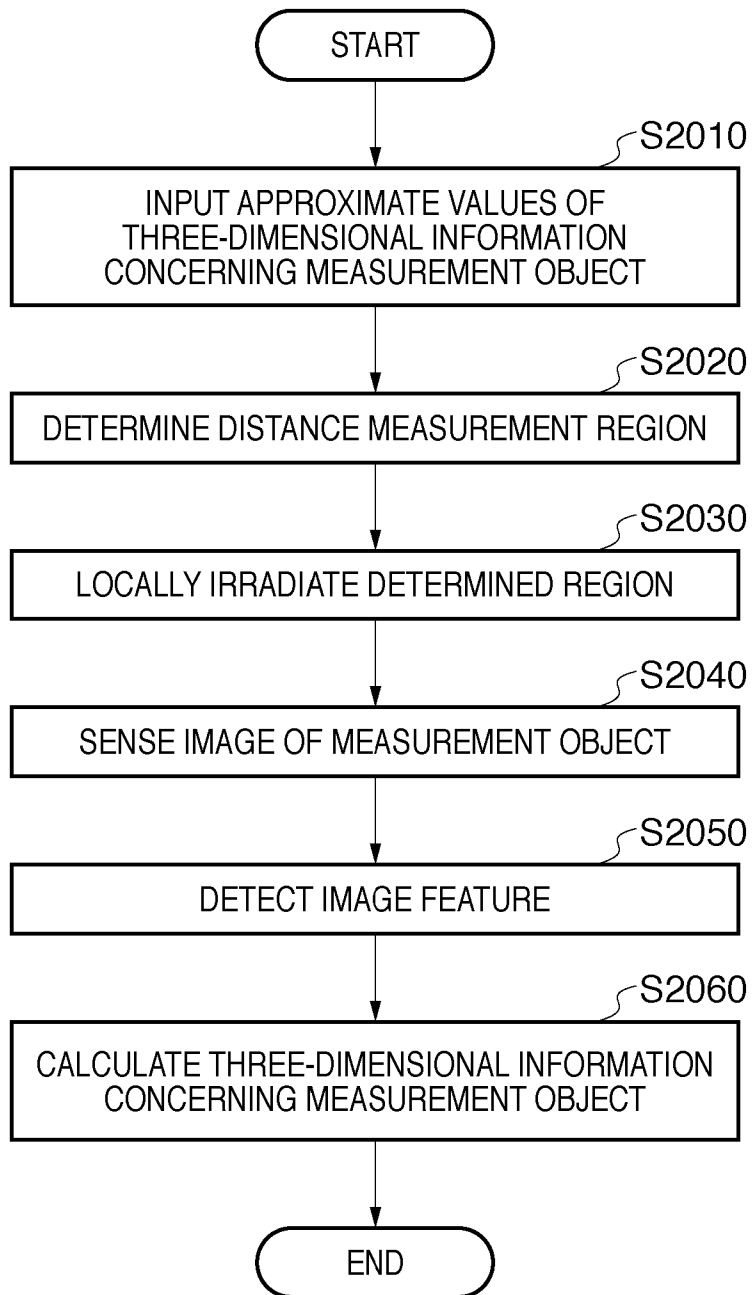 START
S2010
INPUT APPROXIMATE VALUES OF
THREE-DIMENSIONAL INFORMATION
CONCERNING MEASUREMENT OBJECT
S2020
DETERMINE DISTANCE MEASUREMENT REGION
S2030
LOCALLY IRRADIATE DETERMINED REGION
S2040
SENSE IMAGE OF MEASUREMENT OBJECT
S2050
DETECT IMAGE FEATURE
S2060
CALCULATE THREE-DIMENSIONAL INFORMATION
CONCERNING MEASUREMENT OBJECT
END